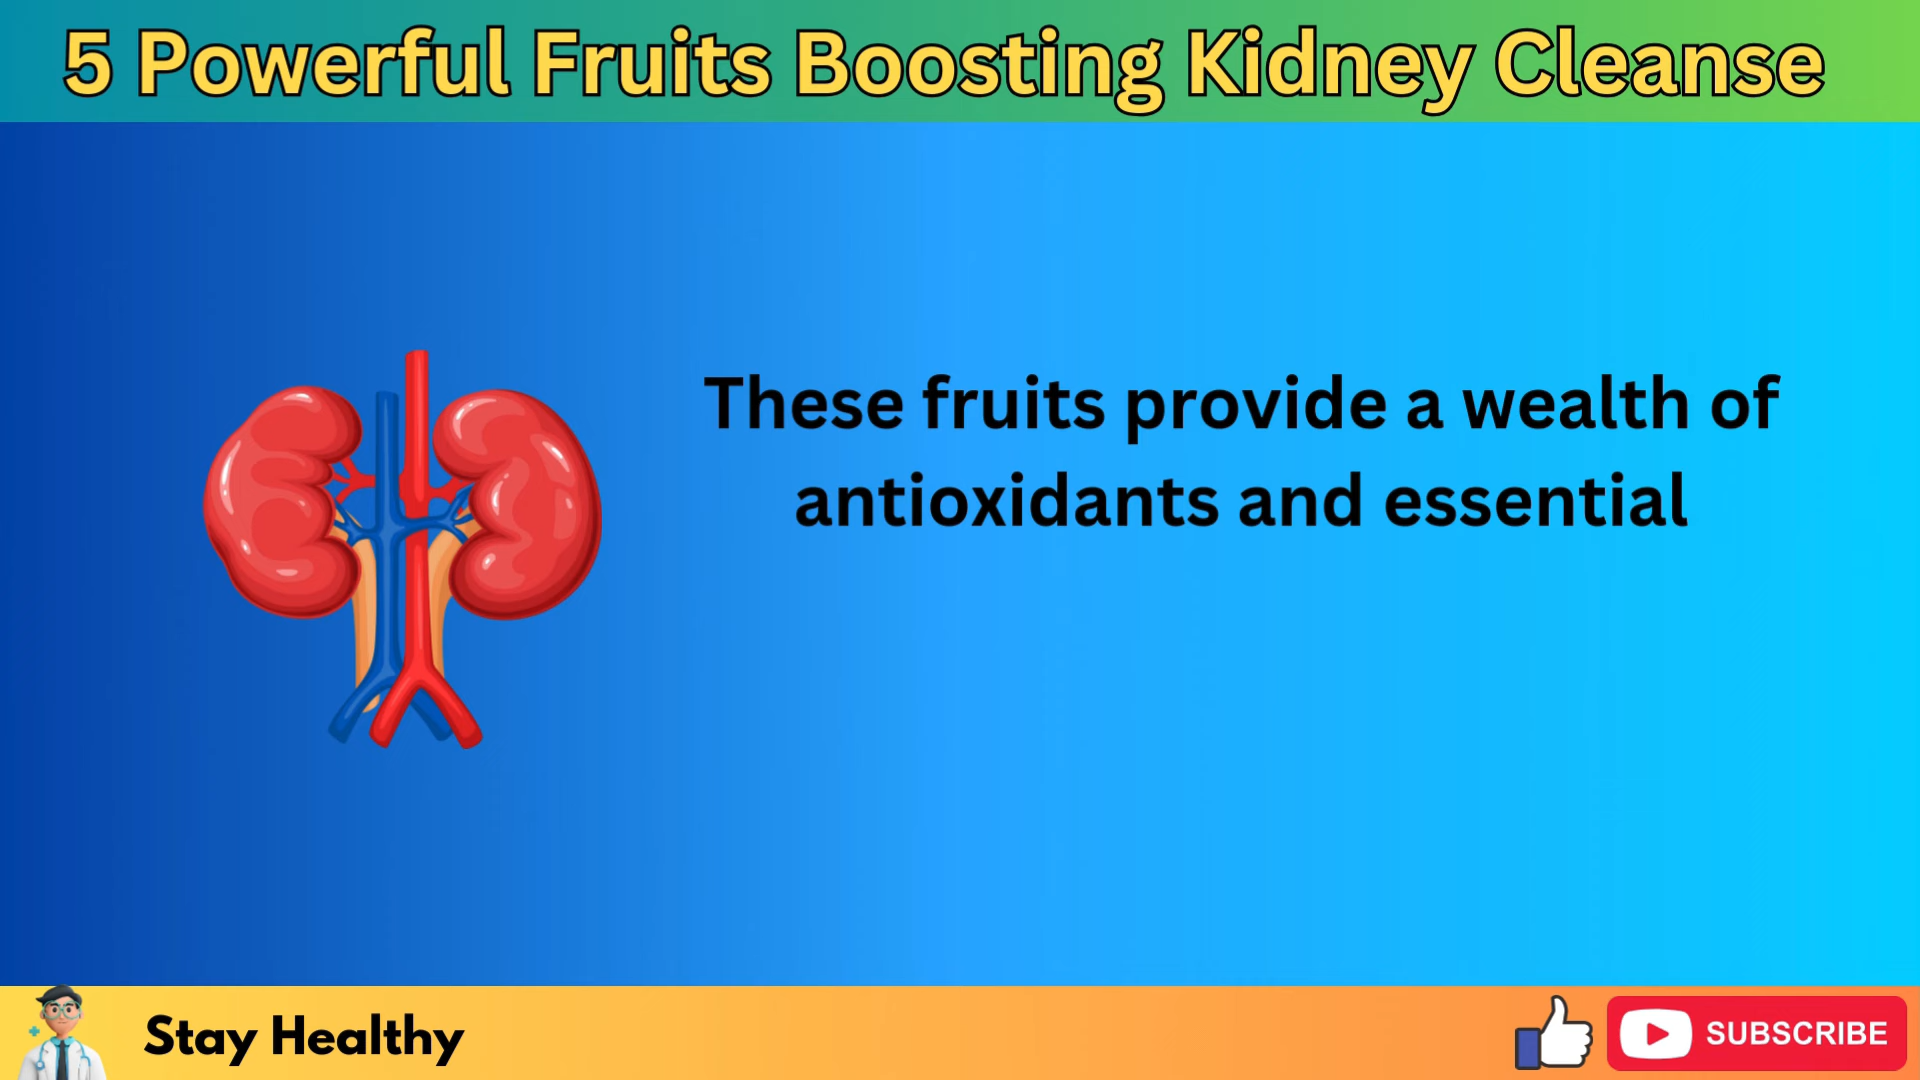 5 Powerful Fruits Boosting Kidney Cleanse
These fruits provide a wealth of
antioxidants and essential
Stay Healthy
SUBSCRIBE